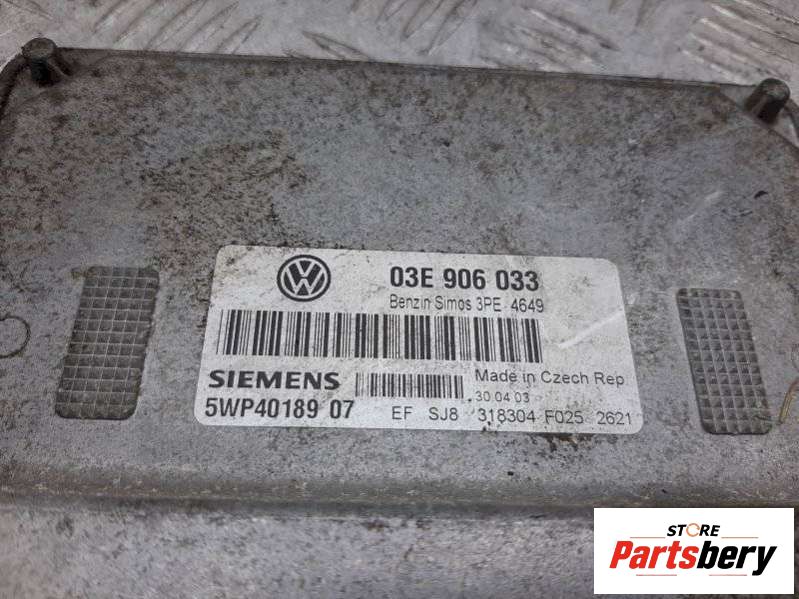 03E 906 033
Benzin Simos 3PE 4649
SIEMENS
Made in Czech Rep
.30.04.03
5WP40189 07
EF SJ8 318304 F025 2621
STORE
Partsbery